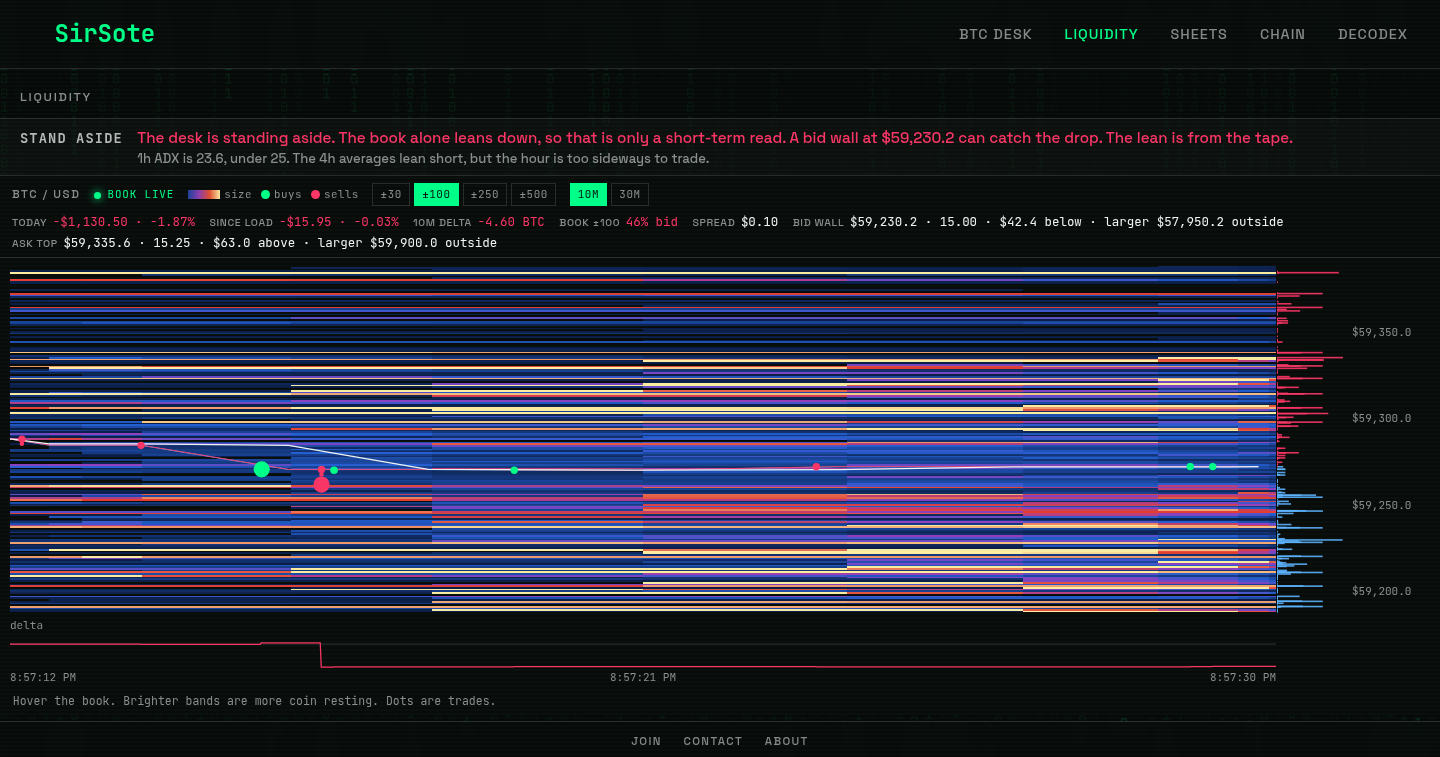 SirSote
BTC DESK LIQUIDITY SHEETS CHAIN DECODEX
LIQUIDITY
STAND ASIDE The desk is standing aside. The book alone leans down, so that is only a short-term read. A bid wall at $59,230.2 can catch the drop. The lean is from the tape.
1h ADX is 23.6, under 25. The 4h averages lean short, but the hour is too sideways to trade.
BTC / USD BOOK LIVE size buys sells ±30 ±100 ±250 ±500 10M 30M
TODAY -$1,130.50 · -1.87% SINCE LOAD -$15.95 · -0.03% 10M DELTA -4.60 BTC BOOK ±100 46% bid SPREAD $0.10 BID WALL $59,230.2 · 15.00 · $42.4 below · larger $57,950.2 outside
ASK TOP $59,335.6 · 15.25 · $63.0 above · larger $59,900.0 outside
$59,350.0
$59,300.0
$59,250.0
$59,200.0
delta
8:57:12 PM 8:57:21 PM 8:57:30 PM
Hover the book. Brighter bands are more coin resting. Dots are trades.
JOIN CONTACT ABOUT